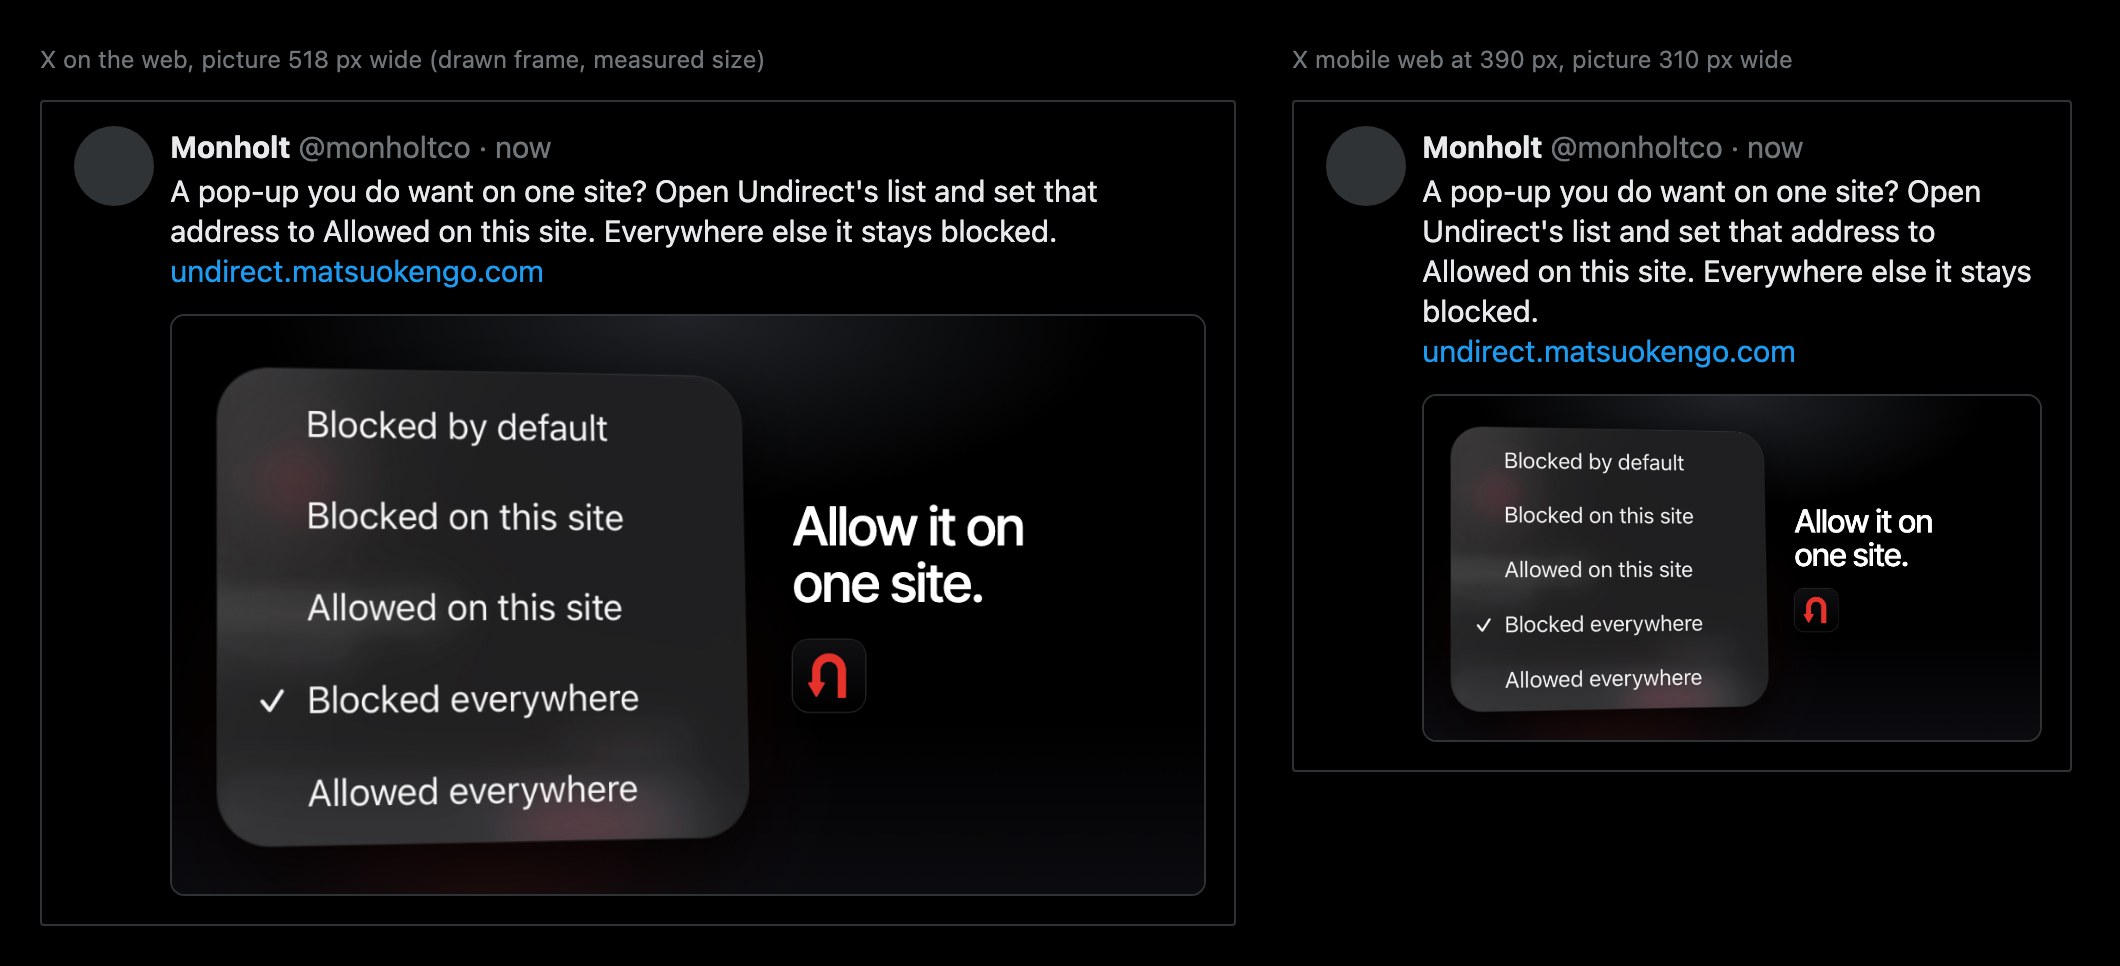 X on the web, picture 518 px wide (drawn frame, measured size)
Monholt @monholtco · now
A pop-up you do want on one site? Open Undirect's list and set that
address to Allowed on this site. Everywhere else it stays blocked.
undirect.matsuokengo.com
Blocked by default
Blocked on this site
Allowed on this site
✓ Blocked everywhere
Allowed everywhere
Allow it on
one site.
X mobile web at 390 px, picture 310 px wide
Monholt @monholtco · now
A pop-up you do want on one site? Open
Undirect's list and set that address to
Allowed on this site. Everywhere else it stays
blocked.
undirect.matsuokengo.com
Blocked by default
Blocked on this site
Allowed on this site
✓ Blocked everywhere
Allowed everywhere
Allow it on
one site.